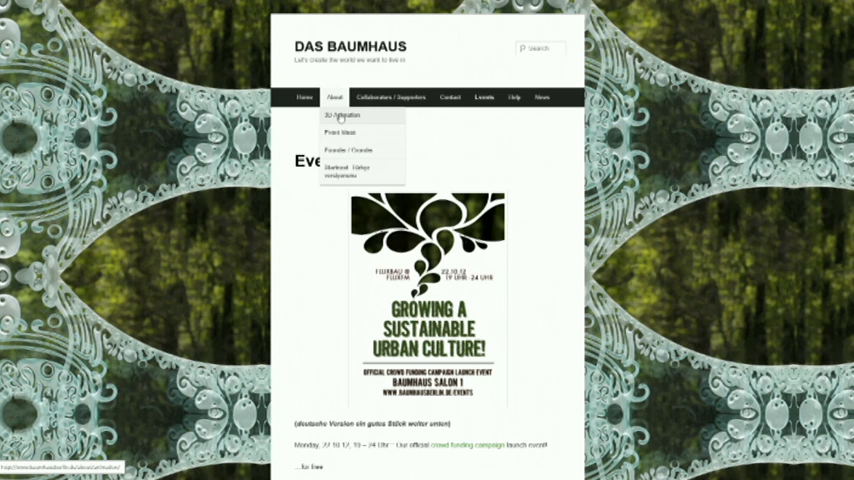 DAS BAUMHAUS
Let's create the world we want to live in
Search
Home About Collaborators / Supporters Contact Events Help News
3D Animation
Event Ideas
Founder / Gründer
Eve
FLUXBAU @
FLUXFM
22.10.12
19 UHR -24 UHR
GROWING A
SUSTAINABLE
URBAN CULTURE!
OFFICIAL CROWD FUNDING CAMPAIGN LAUNCH EVENT
BAUMHAUS SALON 1
WWW.BAUMHAUSBERLIN.DE/EVENTS
(deutsche Version ein gutes Stück weiter unten)
Monday, 22.10.12, 19 – 24 Uhr : Our official crowd funding campaign launch event!
...for free